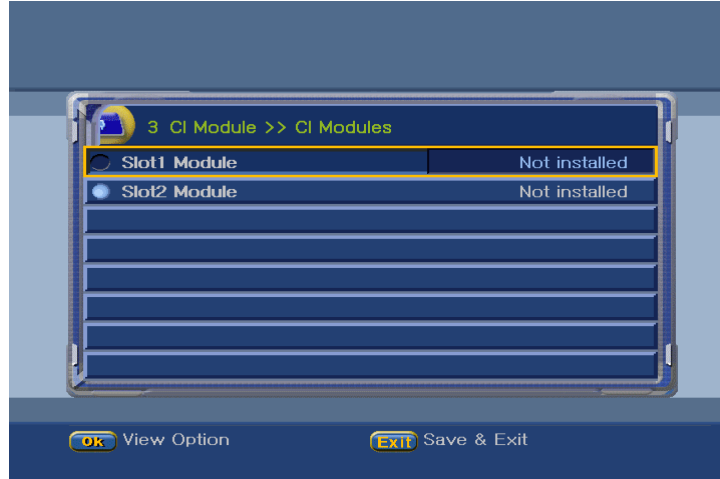 3 CI Module >> CI Modules
Slot1 Module Not installed
Slot2 Module Not installed
OK View Option Exit Save & Exit